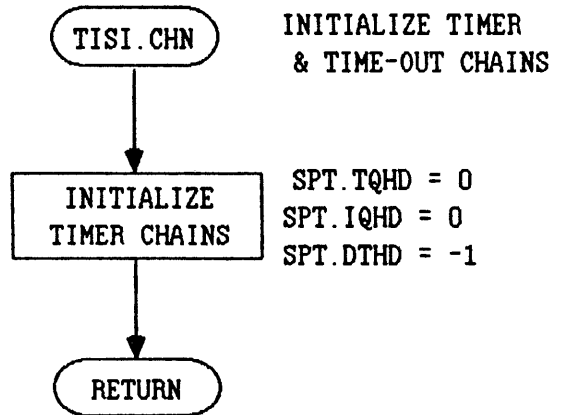 TISI.CHN
INITIALIZE TIMER
& TIME-OUT CHAINS
INITIALIZE
TIMER CHAINS
SPT.TQHD = 0
SPT.IQHD = 0
SPT.DTHD = -1
RETURN